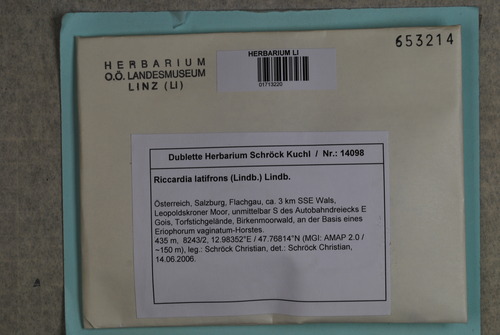 653214
HERBARIUM
O.Ö. LANDESMUSEUM
LINZ (LI)
HERBARIUM LI
01713220
Dublette Herbarium Schröck Kuchl / Nr.: 14098
Riccardia latifrons (Lindb.) Lindb.
Österreich, Salzburg, Flachgau, ca. 3 km SSE Wals,
Leopoldskroner Moor, unmittelbar S des Autobahndreiecks E
Gois, Torfstichgelände, Birkenmoorwald, an der Basis eines
Eriophorum vaginatum-Horstes.
435 m, 8243/2, 12.98352°E / 47.76814°N (MGI: AMAP 2.0 /
~150 m), leg.: Schröck Christian, det.: Schröck Christian,
14.06.2006.